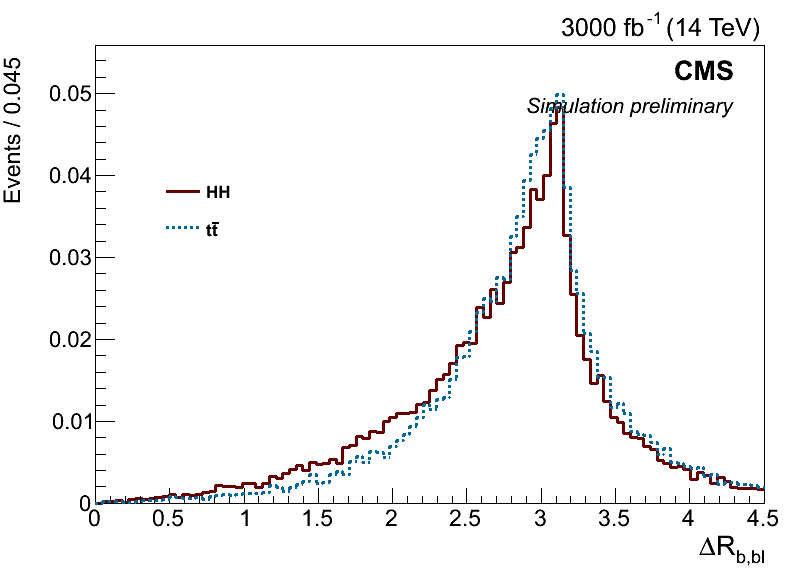 3000 fb⁻¹ (14 TeV)
CMS
Simulation preliminary
Events / 0.045
0.05
0.04
0.03
0.02
0.01
0
HH
tt̄
0 0.5 1 1.5 2 2.5 3 3.5 4 4.5
ΔR_b,bl